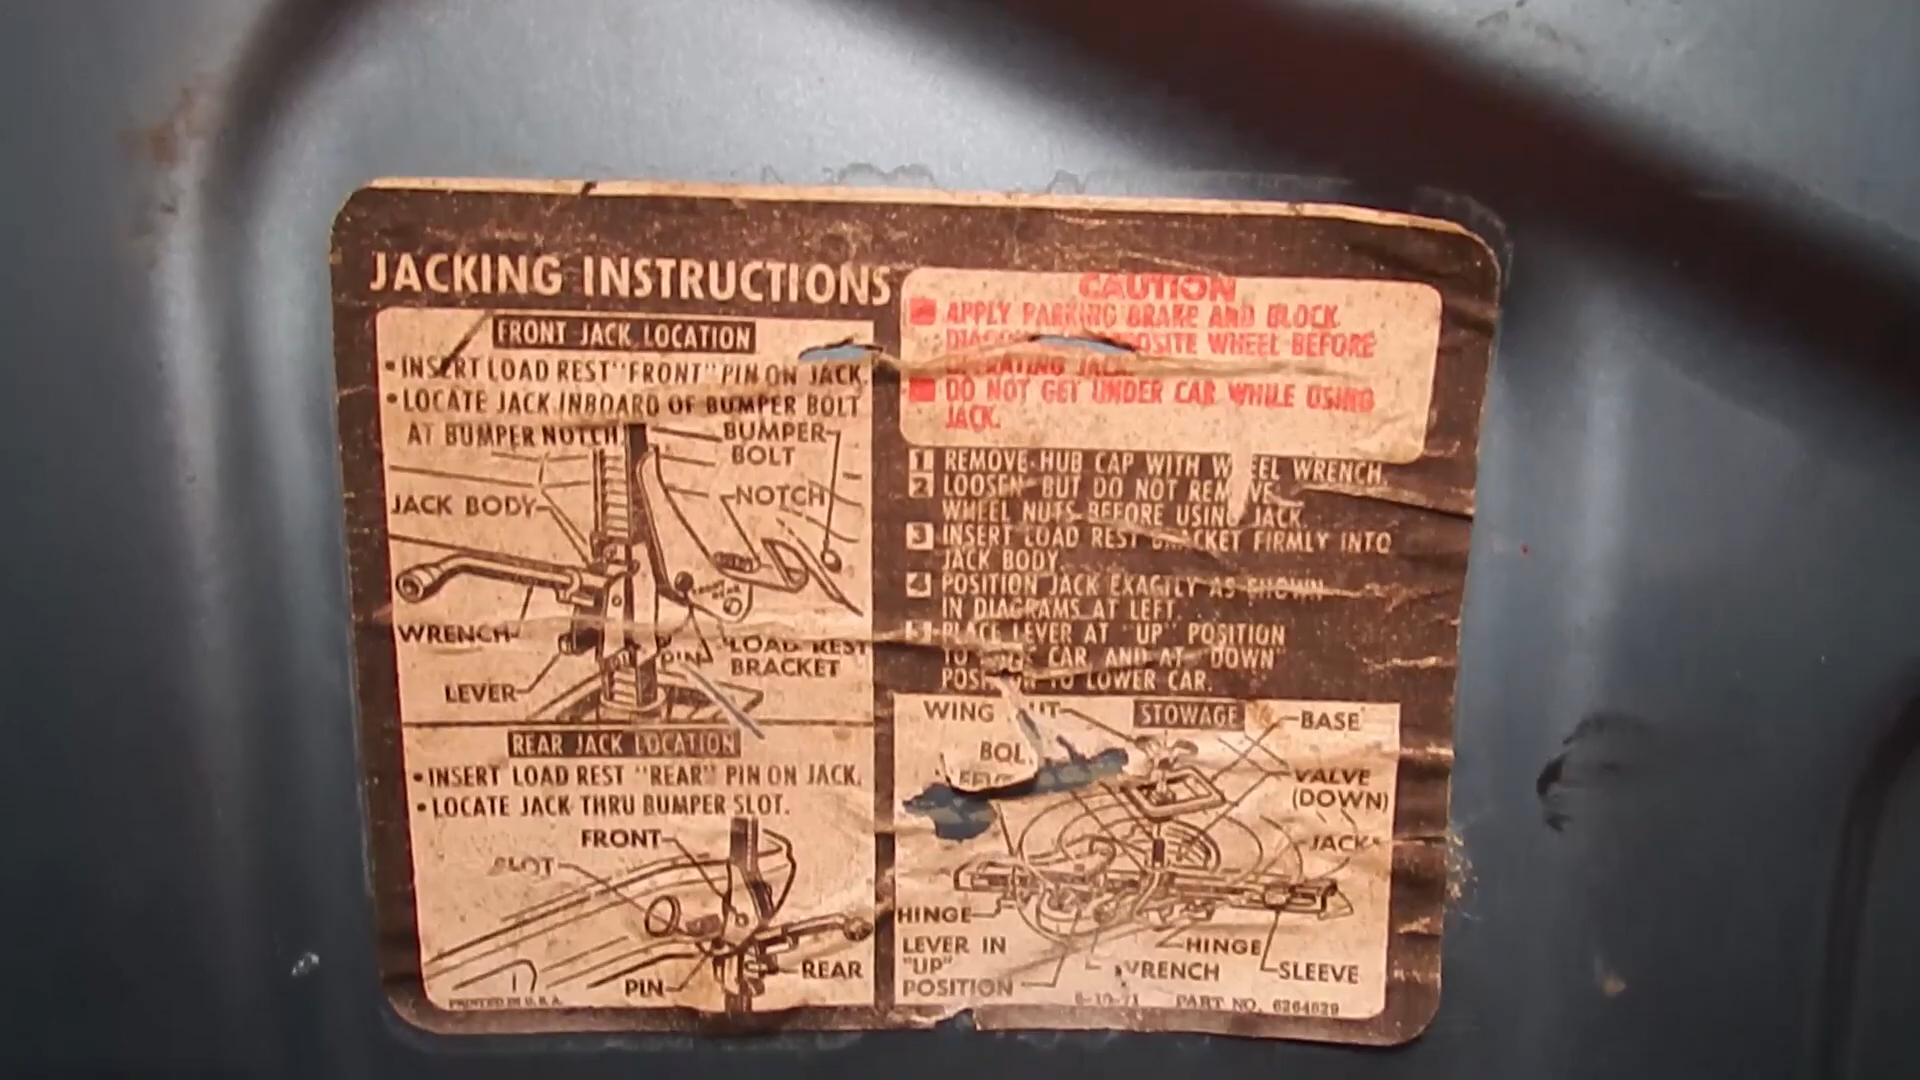 JACKING INSTRUCTIONS
FRONT JACK LOCATION
• INSERT LOAD REST "FRONT" PIN ON JACK.
• LOCATE JACK INBOARD OF BUMPER BOLT
AT BUMPER NOTCH
BUMPER
BOLT
NOTCH
JACK BODY
WRENCH
PIN
LOAD REST
BRACKET
LEVER
REAR JACK LOCATION
• INSERT LOAD REST "REAR" PIN ON JACK.
• LOCATE JACK THRU BUMPER SLOT.
FRONT
SLOT
PIN
REAR
PRINTED IN U.S.A.
CAUTION
APPLY PARKING BRAKE AND BLOCK
WHEEL BEFORE
JACK.
DO NOT GET UNDER CAR WHILE USING
JACK.
1 REMOVE HUB CAP WITH WRENCH.
2 LOOSEN BUT DO NOT
WHEEL NUTS BEFORE USING JACK.
3 INSERT LOAD REST FIRMLY INTO
JACK BODY.
4 POSITION JACK EXACTLY AS SHOWN
IN DIAGRAMS AT LEFT.
5 PLACE LEVER AT "UP" POSITION
TO CAR, AND AT "DOWN"
TO LOWER CAR.
STOWAGE
WING
BASE
VALVE
(DOWN)
JACK
HINGE
LEVER IN
"UP"
POSITION
HINGE
WRENCH
SLEEVE
PART NO. 6264629